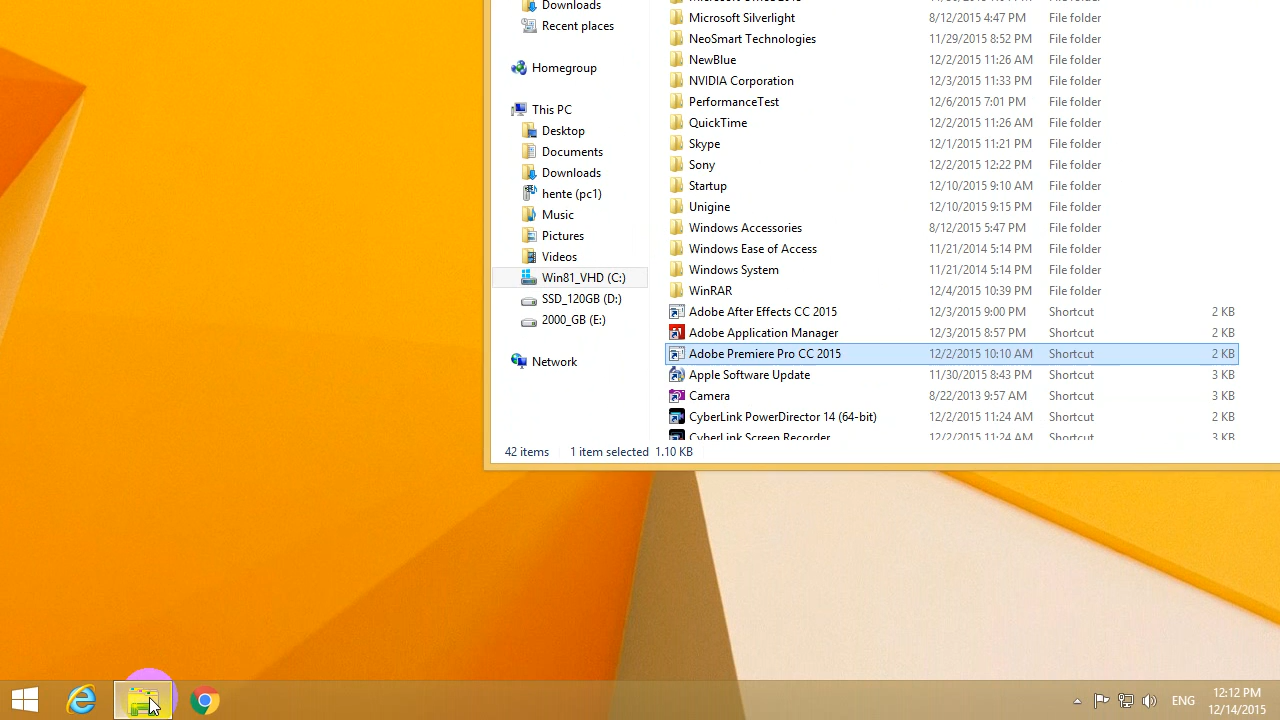 Downloads
Recent places
Homegroup
This PC
Desktop
Documents
Downloads
hente (pc1)
Music
Pictures
Videos
Win81_VHD (C:)
SSD_120GB (D:)
2000_GB (E:)
Network
Microsoft Silverlight 8/12/2015 4:47 PM File folder
NeoSmart Technologies 11/29/2015 8:52 PM File folder
NewBlue 12/2/2015 11:26 AM File folder
NVIDIA Corporation 12/3/2015 11:33 PM File folder
PerformanceTest 12/6/2015 7:01 PM File folder
QuickTime 12/2/2015 11:26 AM File folder
Skype 12/1/2015 11:21 PM File folder
Sony 12/2/2015 12:22 PM File folder
Startup 12/10/2015 9:10 AM File folder
Unigine 12/10/2015 9:15 PM File folder
Windows Accessories 8/12/2015 5:47 PM File folder
Windows Ease of Access 11/21/2014 5:14 PM File folder
Windows System 11/21/2014 5:14 PM File folder
WinRAR 12/4/2015 10:39 PM File folder
Adobe After Effects CC 2015 12/3/2015 9:00 PM Shortcut 2 KB
Adobe Application Manager 12/3/2015 8:57 PM Shortcut 2 KB
Adobe Premiere Pro CC 2015 12/2/2015 10:10 AM Shortcut 2 KB
Apple Software Update 11/30/2015 8:43 PM Shortcut 3 KB
Camera 8/22/2013 9:57 AM Shortcut 3 KB
CyberLink PowerDirector 14 (64-bit) 12/2/2015 11:24 AM Shortcut 2 KB
CyberLink Screen Recorder 12/2/2015 11:24 AM Shortcut 3 KB
42 items 1 item selected 1.10 KB
ENG
12:12 PM
12/14/2015